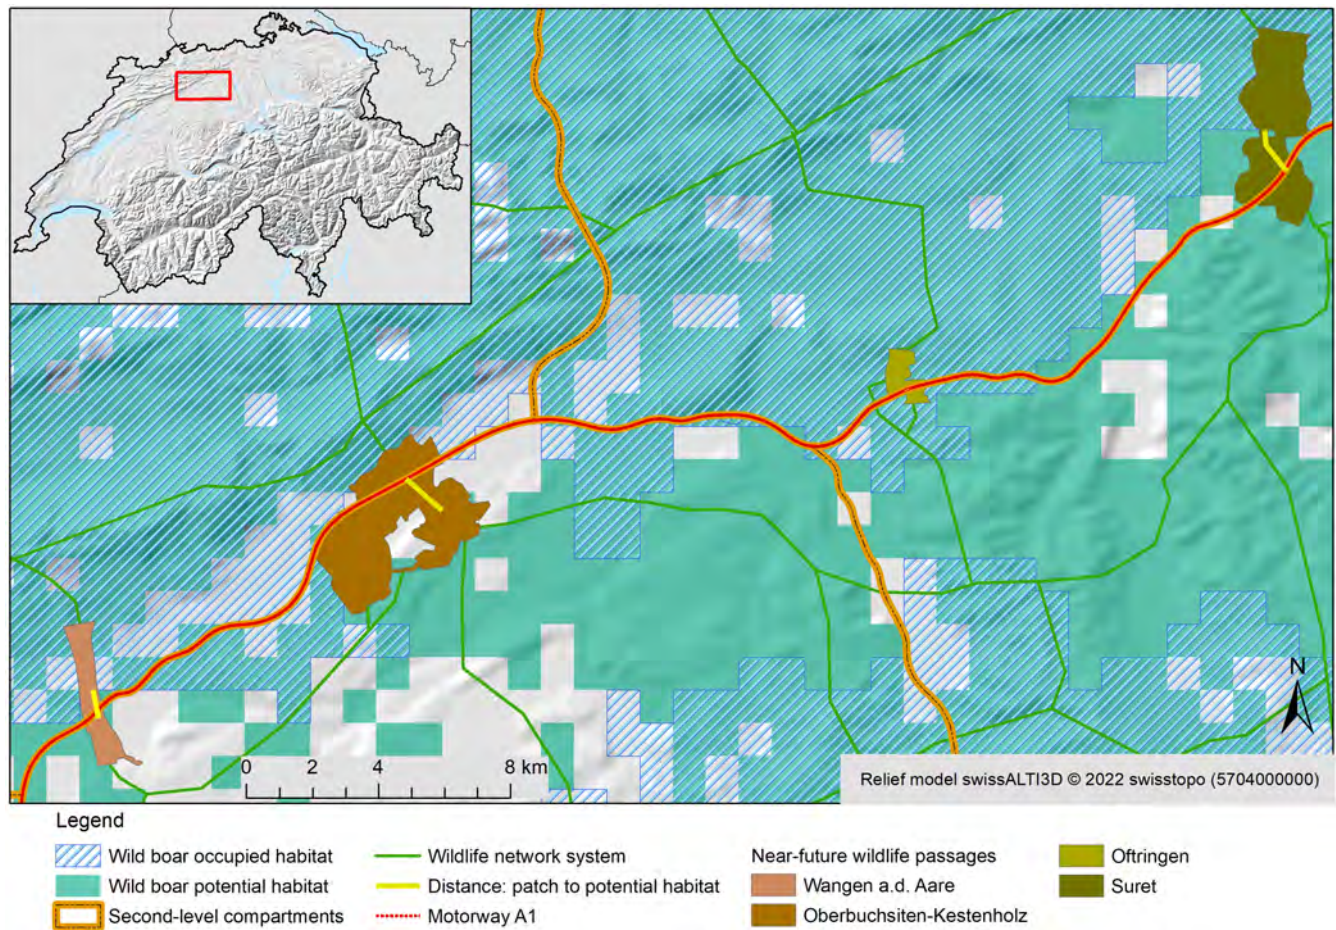 N
0 2 4 8 km
Relief model swissALTI3D © 2022 swisstopo (5704000000)
Legend
Wild boar occupied habitat
Wild boar potential habitat
Second-level compartments
Wildlife network system
Distance: patch to potential habitat
Motorway A1
Near-future wildlife passages
Wangen a.d. Aare
Oberbuchsiten-Kestenholz
Oftringen
Suret